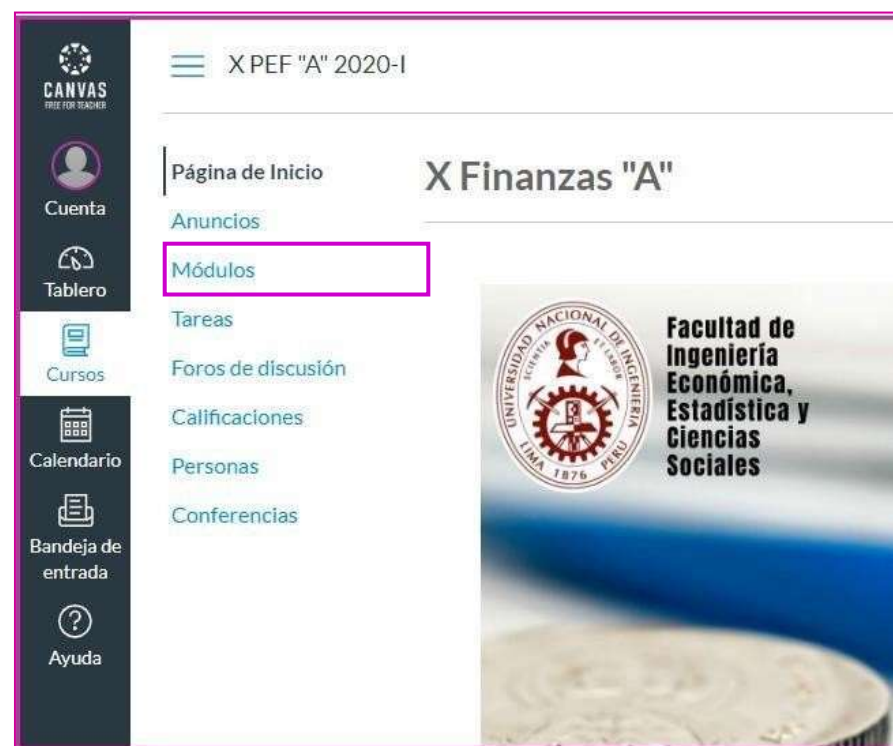 CANVAS
FREE FOR TEACHER
Cuenta
Tablero
Cursos
Calendario
Bandeja de
entrada
Ayuda
X PEF "A" 2020-I
Página de Inicio
Anuncios
Módulos
Tareas
Foros de discusión
Calificaciones
Personas
Conferencias
X Finanzas "A"
UNIVERSIDAD NACIONAL DE INGENIERIA
SCIENTIA ET LABOR
LIMA 1876 PERU
Facultad de
Ingeniería
Económica,
Estadística y
Ciencias
Sociales